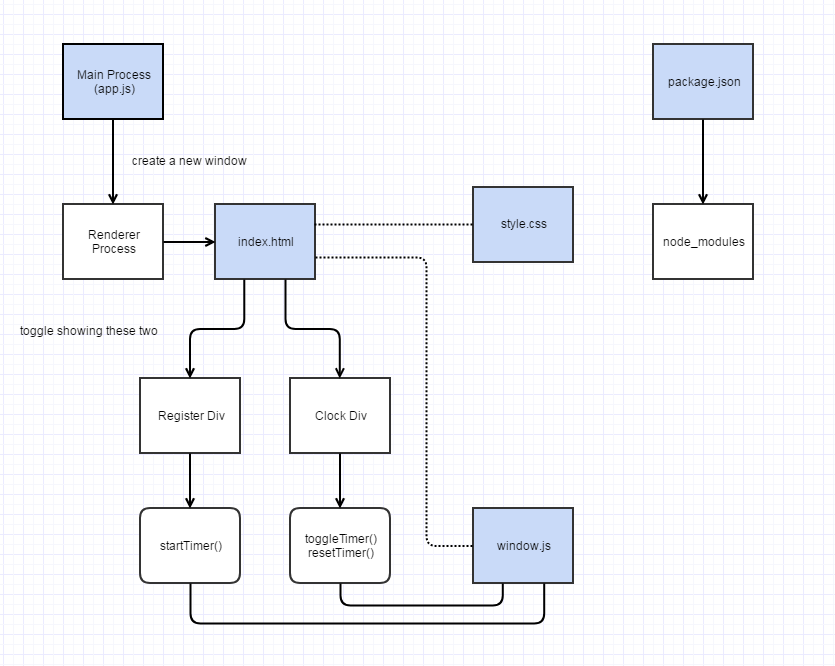 Main Process
(app.js)
package.json
create a new window
Renderer
Process
index.html
style.css
node_modules
toggle showing these two
Register Div
Clock Div
startTimer()
toggleTimer()
resetTimer()
window.js